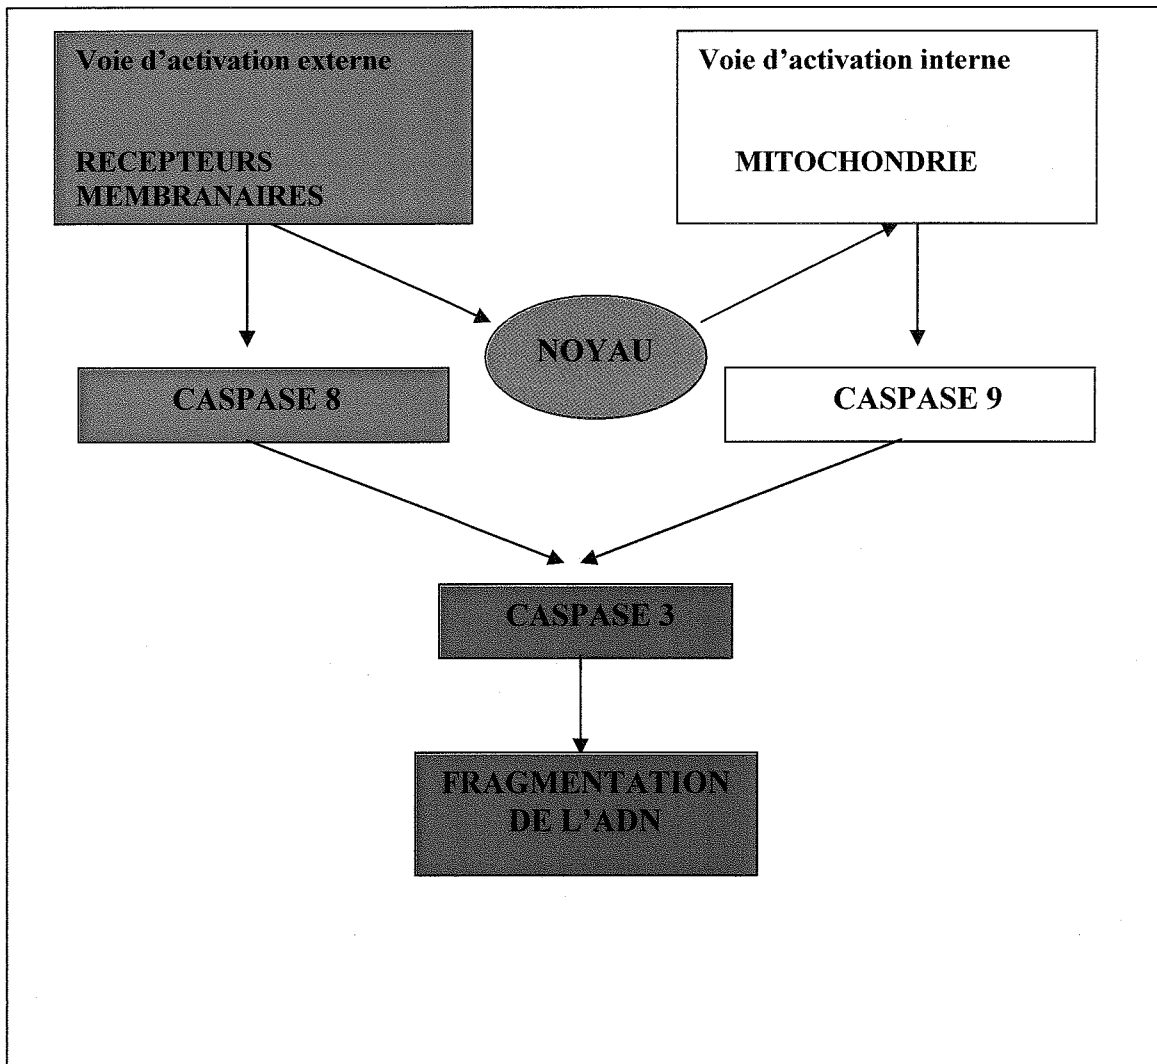 Voie d'activation externe
RECEPTEURS
MEMBRANAIRES
Voie d'activation interne
MITOCHONDRIE
NOYAU
CASPASE 8
CASPASE 9
CASPASE 3
FRAGMENTATION
DE L'ADN